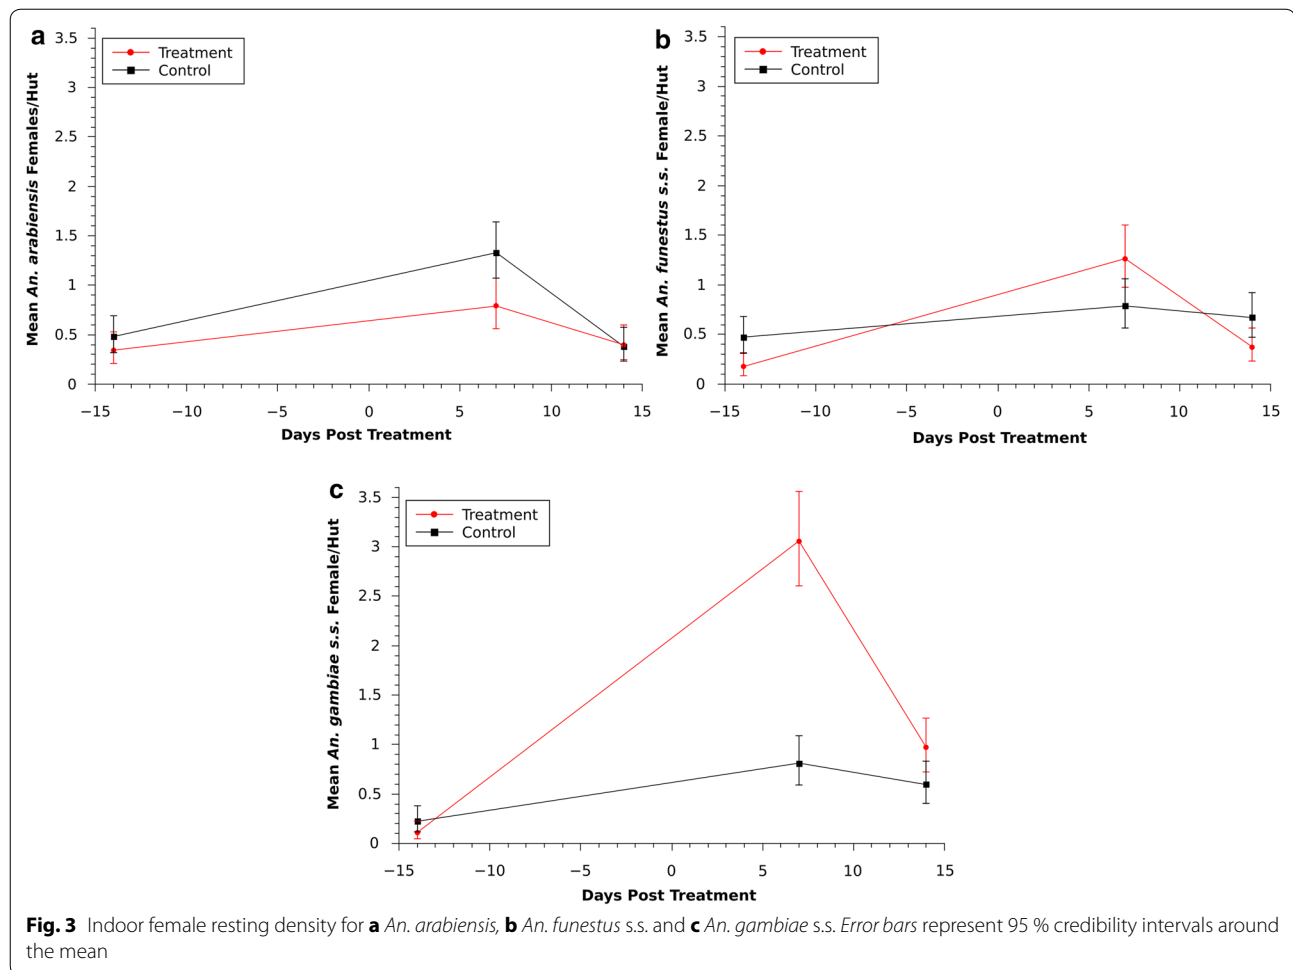 a
3.5
3
2.5
2
1.5
1
0.5
0
Mean An. arabiensis Females/Hut
Treatment
Control
−15 −10 −5 0 5 10 15
Days Post Treatment
b
3.5
3
2.5
2
1.5
1
0.5
0
Mean An. funestus s.s. Female/Hut
Treatment
Control
−15 −10 −5 0 5 10 15
Days Post Treatment
c
3.5
3
2.5
2
1.5
1
0.5
0
Mean An. gambiae s.s. Female/Hut
Treatment
Control
−15 −10 −5 0 5 10 15
Days Post Treatment
Fig. 3 Indoor female resting density for a An. arabiensis, b An. funestus s.s. and c An. gambiae s.s. Error bars represent 95 % credibility intervals around
the mean